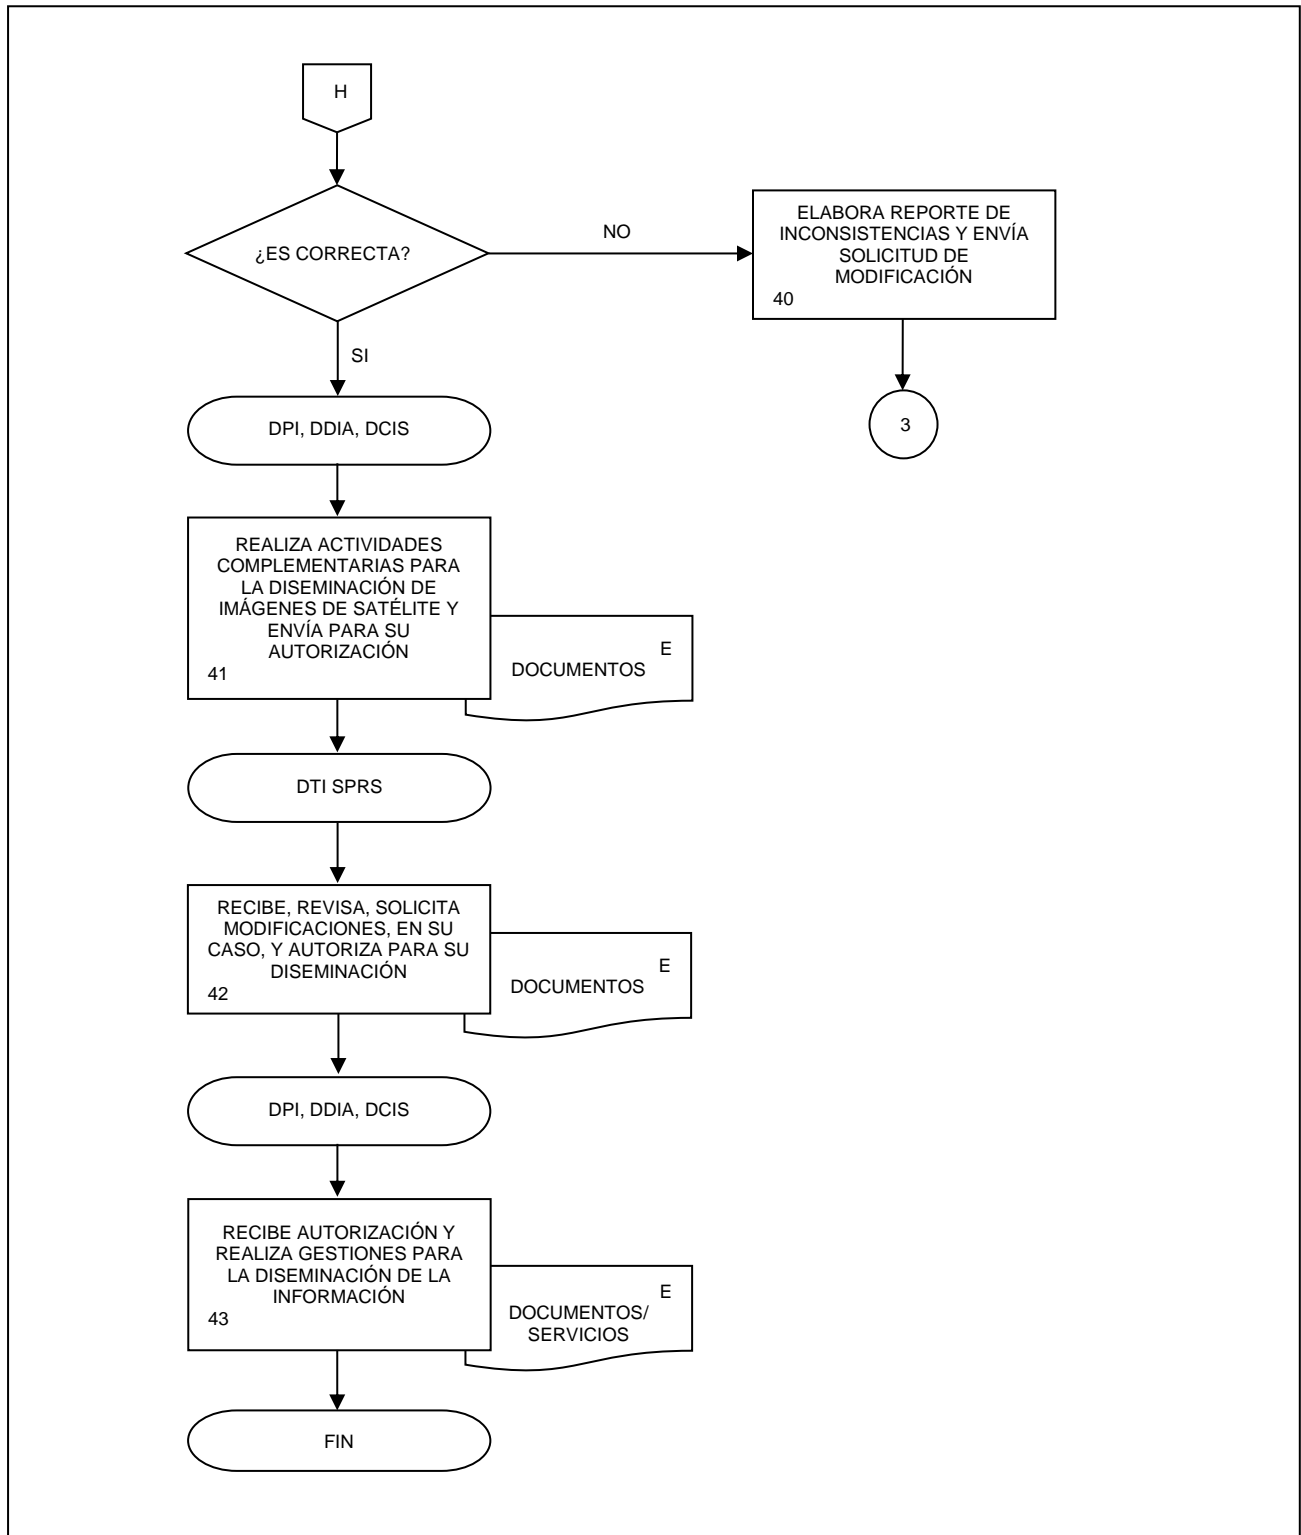 H
¿ES CORRECTA?
NO
ELABORA REPORTE DE
INCONSISTENCIAS Y ENVÍA
SOLICITUD DE
MODIFICACIÓN
40
3
SI
DPI, DDIA, DCIS
REALIZA ACTIVIDADES
COMPLEMENTARIAS PARA
LA DISEMINACIÓN DE
IMÁGENES DE SATÉLITE Y
ENVÍA PARA SU
AUTORIZACIÓN
41
E
DOCUMENTOS
DTI SPRS
RECIBE, REVISA, SOLICITA
MODIFICACIONES, EN SU
CASO, Y AUTORIZA PARA SU
DISEMINACIÓN
42
E
DOCUMENTOS
DPI, DDIA, DCIS
RECIBE AUTORIZACIÓN Y
REALIZA GESTIONES PARA
LA DISEMINACIÓN DE LA
INFORMACIÓN
43
E
DOCUMENTOS/
SERVICIOS
FIN